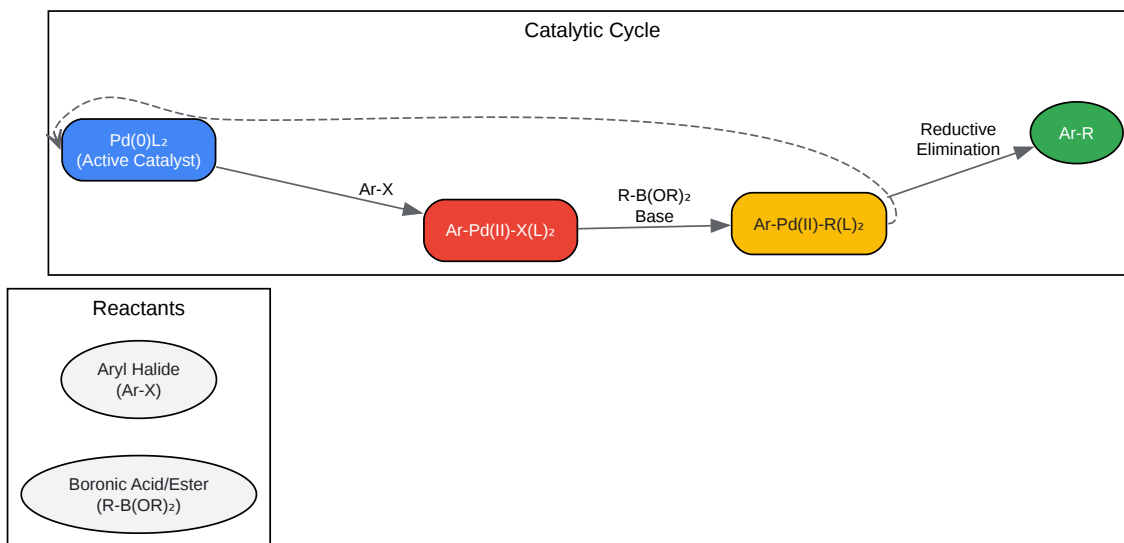 Catalytic Cycle
Pd(0)L₂
(Active Catalyst)
Ar-X
Ar-Pd(II)-X(L)₂
R-B(OR)₂
Base
Ar-Pd(II)-R(L)₂
Reductive
Elimination
Ar-R
Reactants
Aryl Halide
(Ar-X)
Boronic Acid/Ester
(R-B(OR)₂)